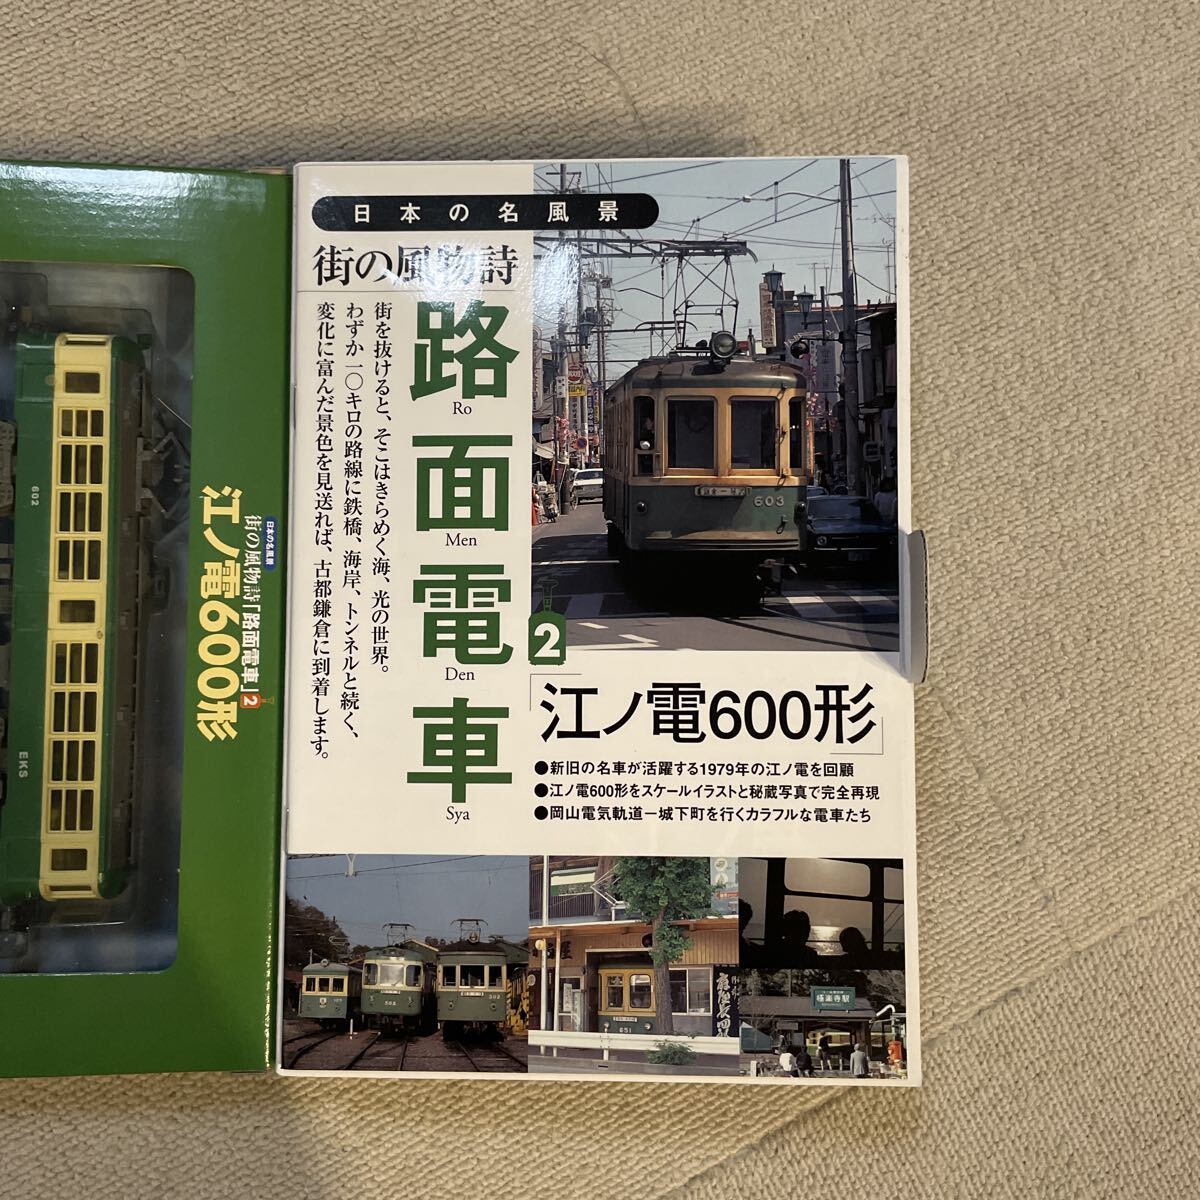 日本の名風景
街の風物詩
路面電車
Ro
Men
Den
Sya
2
街を抜けると、そこはきらめく海、光の世界。
わずか一〇キロの路線に鉄橋、海岸、トンネルと続く、
変化に富んだ景色を見送れば、古都鎌倉に到着します。
「江ノ電600形」
●新旧の名車が活躍する1979年の江ノ電を回顧
●江ノ電600形をスケールイラストと秘蔵写真で完全再現
●岡山電気軌道ー城下町を行くカラフルな電車たち
603
502
302
651
極楽寺駅
日本の名風景
街の風物詩「路面電車」2
江ノ電600形
602
EKS